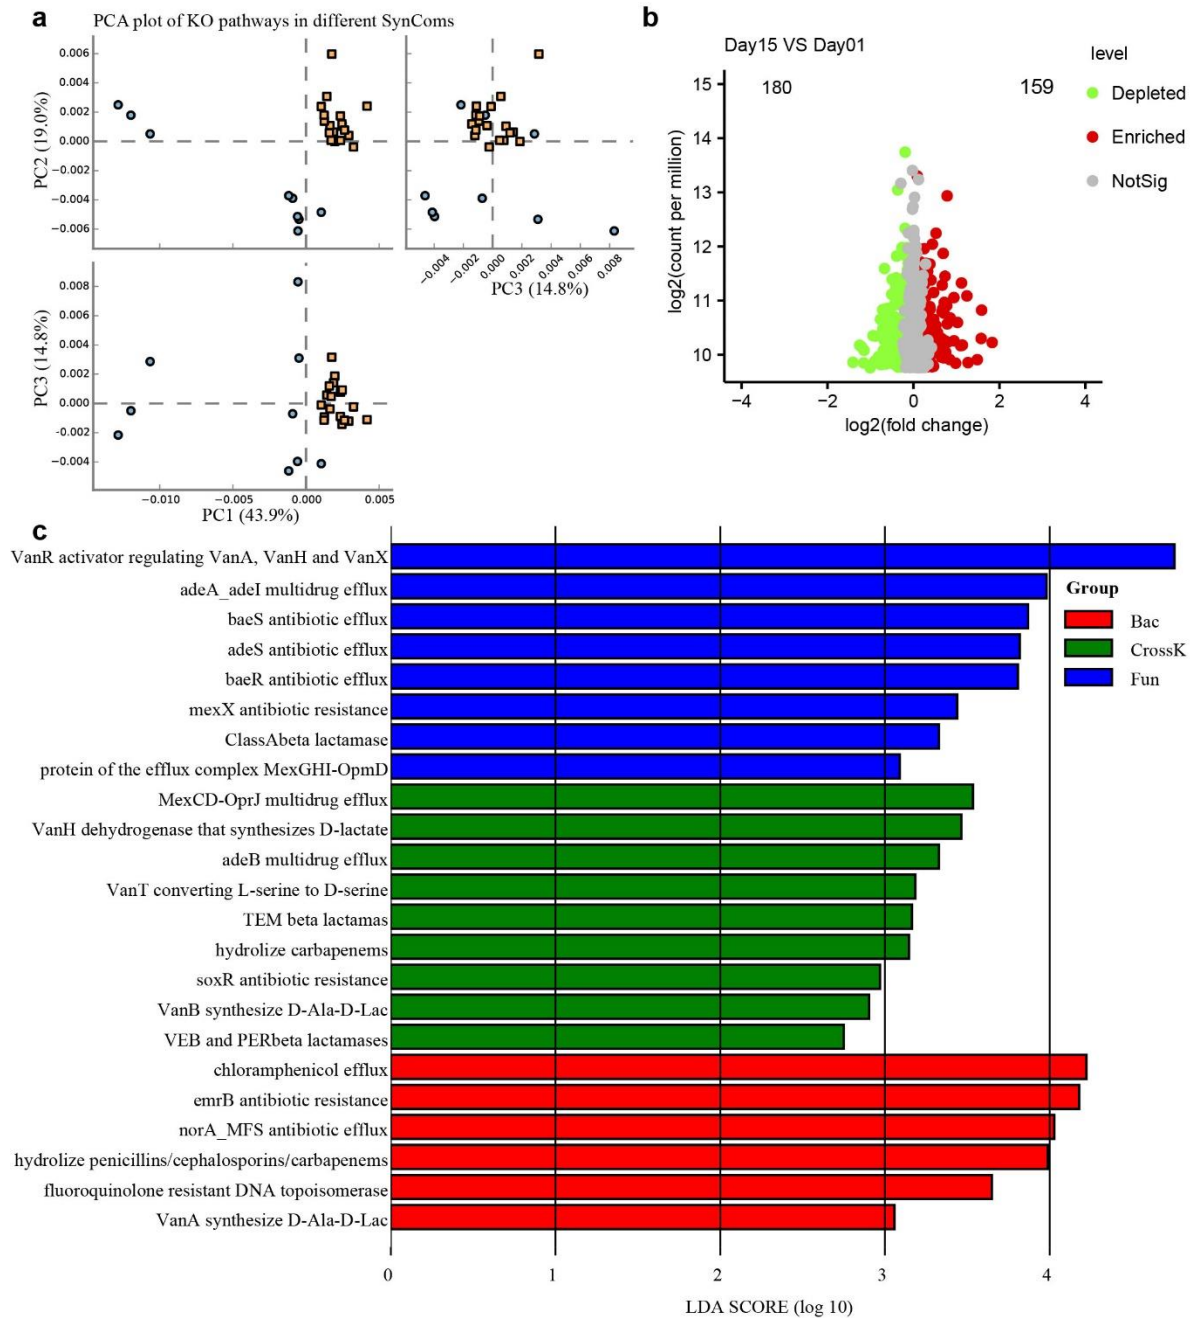 a
PCA plot of KO pathways in different SynComs
PC2 (19.0%)
0.006
0.004
0.002
0.000
−0.002
−0.004
−0.006
−0.004
−0.002
0.000
0.002
0.004
0.006
0.008
PC3 (14.8%)
PC3 (14.8%)
0.008
0.006
0.004
0.002
0.000
−0.002
−0.004
−0.010
−0.005
0.000
0.005
PC1 (43.9%)
b
Day15 VS Day01
180
159
level
Depleted
Enriched
NotSig
log2(count per million)
15
14
13
12
11
10
−4
−2
0
2
4
log2(fold change)
c
VanR activator regulating VanA, VanH and VanX
adeA_adeI multidrug efflux
baeS antibiotic efflux
adeS antibiotic efflux
baeR antibiotic efflux
mexX antibiotic resistance
ClassAbeta lactamase
protein of the efflux complex MexGHI-OpmD
MexCD-OprJ multidrug efflux
VanH dehydrogenase that synthesizes D-lactate
adeB multidrug efflux
VanT converting L-serine to D-serine
TEM beta lactamas
hydrolize carbapenems
soxR antibiotic resistance
VanB synthesize D-Ala-D-Lac
VEB and PERbeta lactamases
chloramphenicol efflux
emrB antibiotic resistance
norA_MFS antibiotic efflux
hydrolize penicillins/cephalosporins/carbapenems
fluoroquinolone resistant DNA topoisomerase
VanA synthesize D-Ala-D-Lac
Group
Bac
CrossK
Fun
0
1
2
3
4
LDA SCORE (log 10)